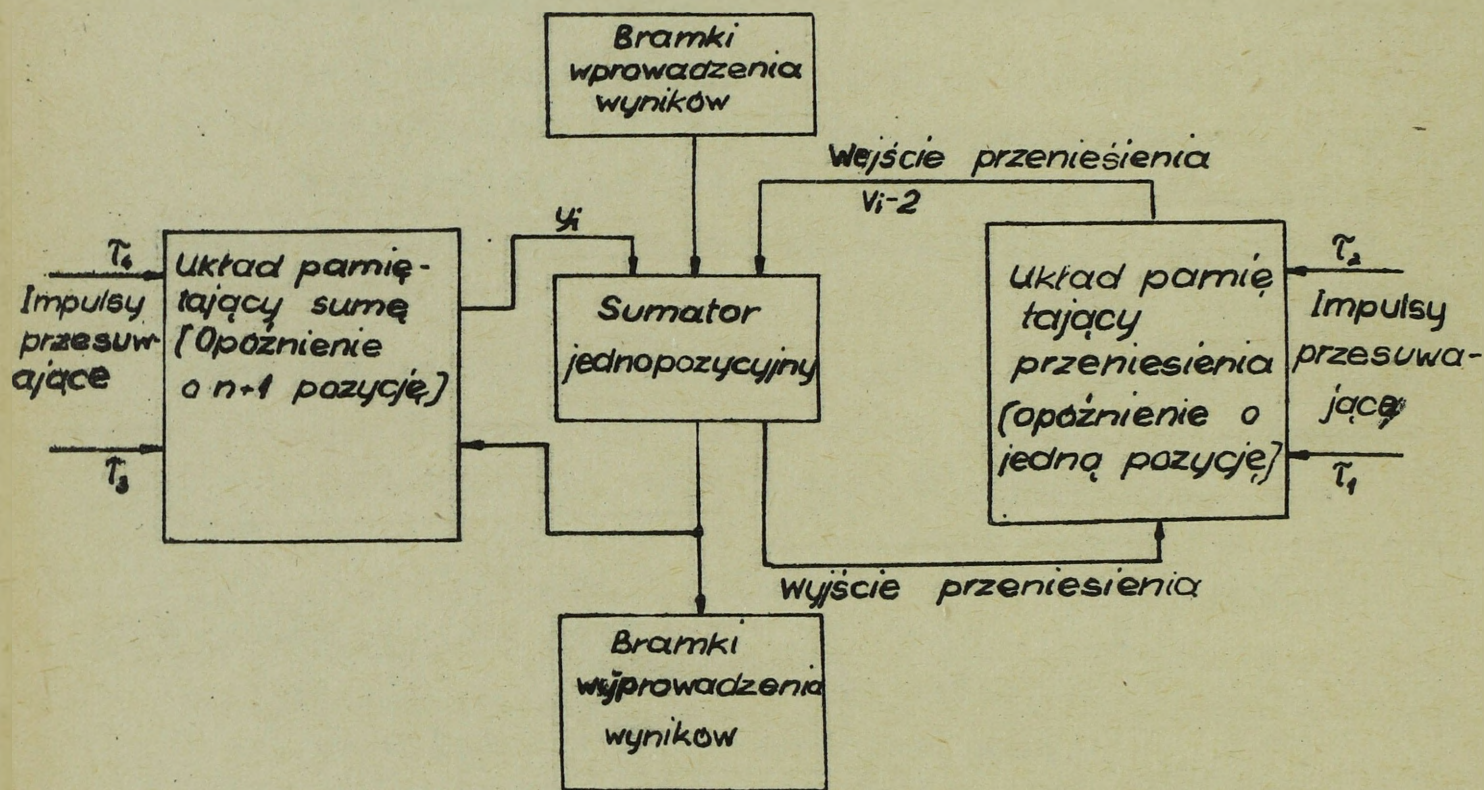 Bramki
wprowadzenia
wyników
Wejście przeniesienia
Vi-2
yi
τ4
Impulsy
przesuw-
ające
τ3
Układ pamię-
tający sumę
[Opóźnienie
o n+1 pozycję]
Sumator
jednopozycyjny
Układ pamię
tający
przeniesienia
[opóźnienie o
jedną pozycję]
τ2
Impulsy
przesuwa-
jące
τ1
Wyjście przeniesienia
Bramki
wyprowadzenia
wyników